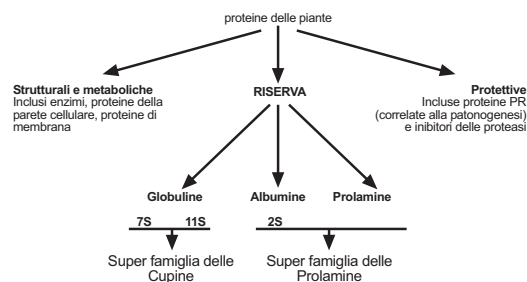 proteine delle piante
Strutturali e metaboliche
Inclusi enzimi, proteine della
parete cellulare, proteine di
membrana
RISERVA
Protettive
Incluse proteine PR
(correlate alla patonogenesi)
e inibitori delle proteasi
Globuline
Albumine
Prolamine
7S
11S
2S
Super famiglia delle
Cupine
Super famiglia delle
Prolamine